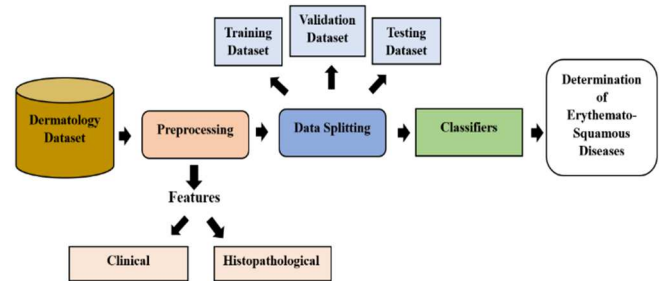 Training
Dataset
Validation
Dataset
Testing
Dataset
Dermatology
Dataset
Preprocessing
Data Splitting
Classifiers
Determination
of
Erythemato-
Squamous
Diseases
Features
Clinical
Histopathological